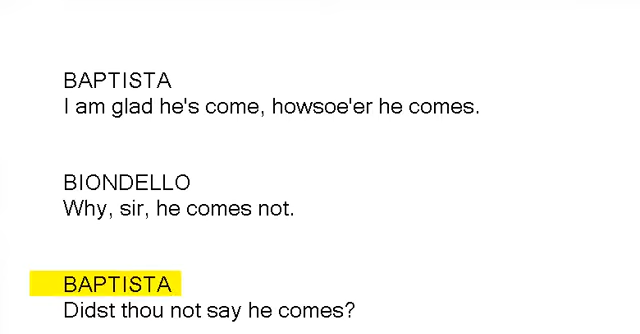 BAPTISTA
I am glad he's come, howsoe'er he comes.
BIONDELLO
Why, sir, he comes not.
BAPTISTA
Didst thou not say he comes?